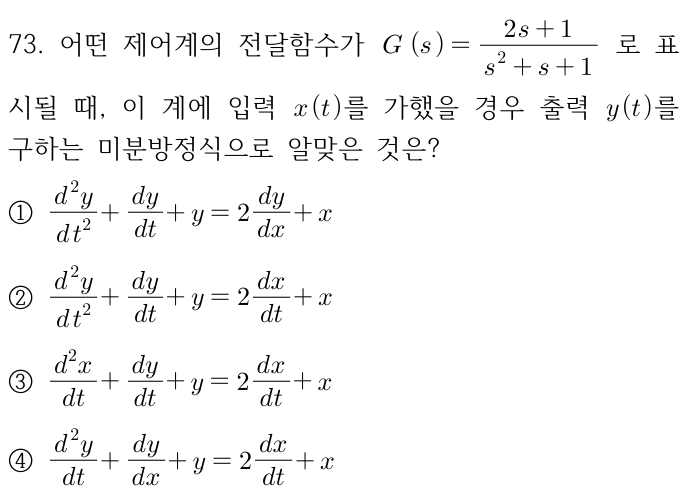 73. 어떤 제어계의 전달함수가 G(s) = \frac{2s+1}{s^2+s+1} 로 표
시될 때, 이 계에 입력 x(t)를 가했을 경우 출력 y(t)를
구하는 미분방정식으로 알맞은 것은?
① \frac{d^2y}{dt^2} + \frac{dy}{dt} + y = 2\frac{dy}{dx} + x
② \frac{d^2y}{dt^2} + \frac{dy}{dt} + y = 2\frac{dx}{dt} + x
③ \frac{d^2x}{dt} + \frac{dy}{dt} + y = 2\frac{dx}{dt} + x
④ \frac{d^2y}{dt} + \frac{dy}{dx} + y = 2\frac{dx}{dt} + x